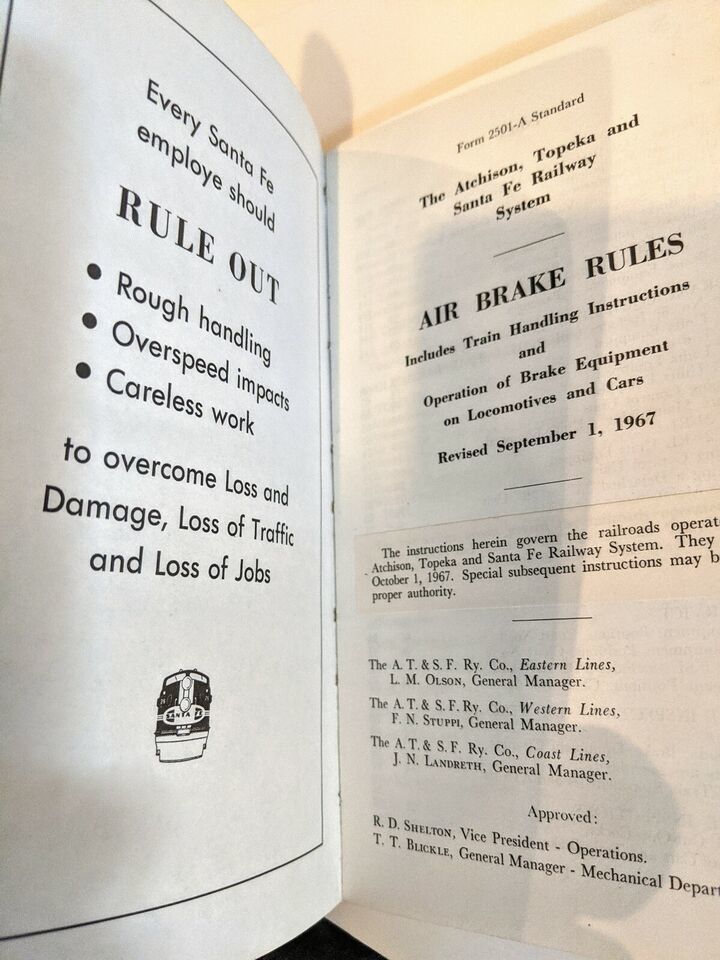 Every Santa Fe
employe should
RULE OUT
● Rough handling
● Overspeed impacts
● Careless work
to overcome Loss and
Damage, Loss of Traffic
and Loss of Jobs
SANTA FE
Form 2501-A Standard
The Atchison, Topeka and
Santa Fe Railway
System
AIR BRAKE RULES
Includes Train Handling Instructions
and
Operation of Brake Equipment
on Locomotives and Cars
Revised September 1, 1967
The instructions herein govern the railroads operat
Atchison, Topeka and Santa Fe Railway System. They
October 1, 1967. Special subsequent instructions may b
proper authority.
The A. T. & S. F. Ry. Co., Eastern Lines,
L. M. OLSON, General Manager.
The A. T. & S. F. Ry. Co., Western Lines,
F. N. STUPPI, General Manager.
The A. T. & S. F. Ry. Co., Coast Lines,
J. N. LANDRETH, General Manager.
Approved:
R. D. SHELTON, Vice President - Operations.
T. T. BLICKLE, General Manager - Mechanical Depart